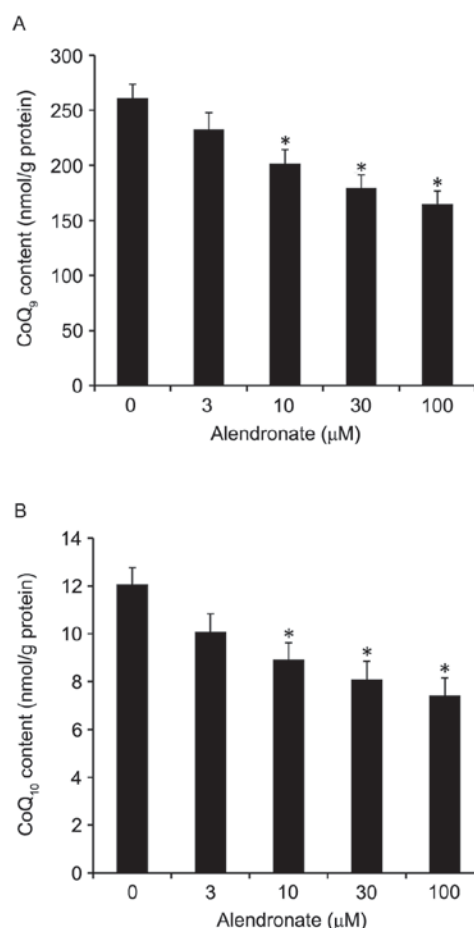 A
CoQ₉ content (nmol/g protein)
300
250
200
150
100
50
0
*
*
*
0 3 10 30 100
Alendronate (μM)
B
CoQ₁₀ content (nmol/g protein)
14
12
10
8
6
4
2
0
*
*
*
0 3 10 30 100
Alendronate (μM)